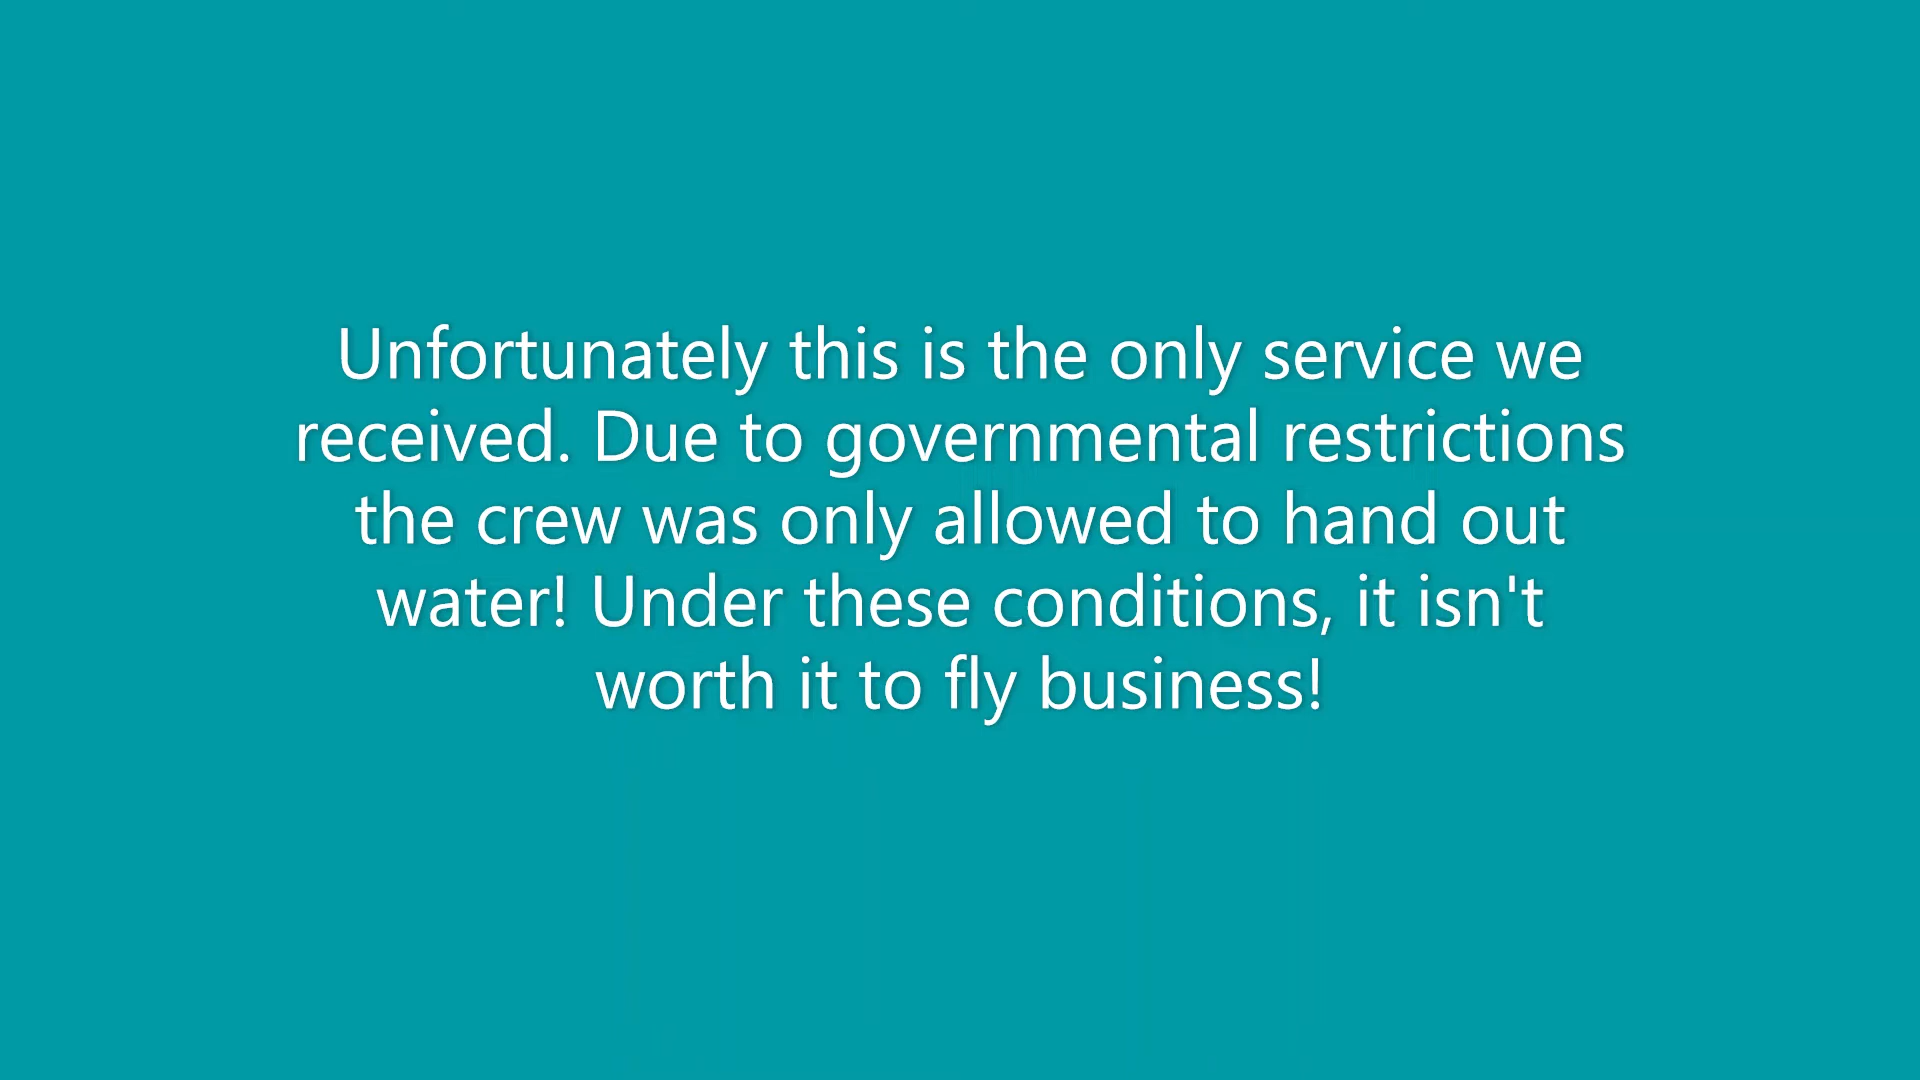 Unfortunately this is the only service we
received. Due to governmental restrictions
the crew was only allowed to hand out
water! Under these conditions, it isn't
worth it to fly business!